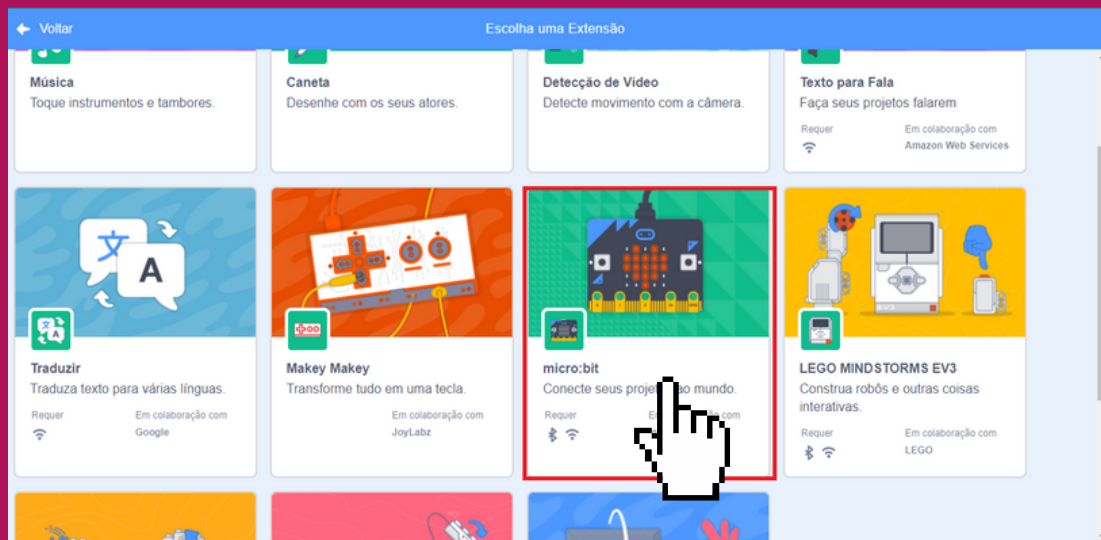 Voltar
Escolha uma Extensão
Música
Toque instrumentos e tambores.
Caneta
Desenhe com os seus atores.
Detecção de Vídeo
Detecte movimento com a câmera.
Texto para Fala
Faça seus projetos falarem
Requer
Em colaboração com
Amazon Web Services
文
A
Traduzir
Traduza texto para várias línguas.
Requer
Em colaboração com
Google
Makey Makey
Transforme tudo em uma tecla.
Em colaboração com
JoyLabz
micro:bit
Conecte seus ao mundo.
Requer
com
LEGO MINDSTORMS EV3
Construa robôs e outras coisas
interativas.
Requer
Em colaboração com
LEGO